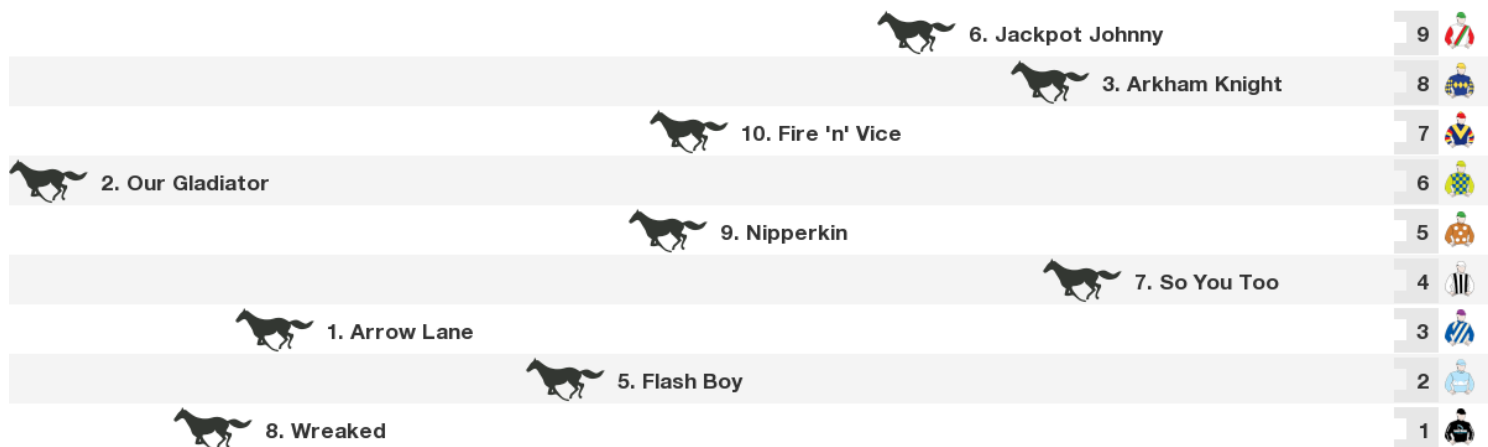 6. Jackpot Johnny 9
3. Arkham Knight 8
10. Fire 'n' Vice 7
2. Our Gladiator 6
9. Nipperkin 5
7. So You Too 4
1. Arrow Lane 3
5. Flash Boy 2
8. Wreaked 1